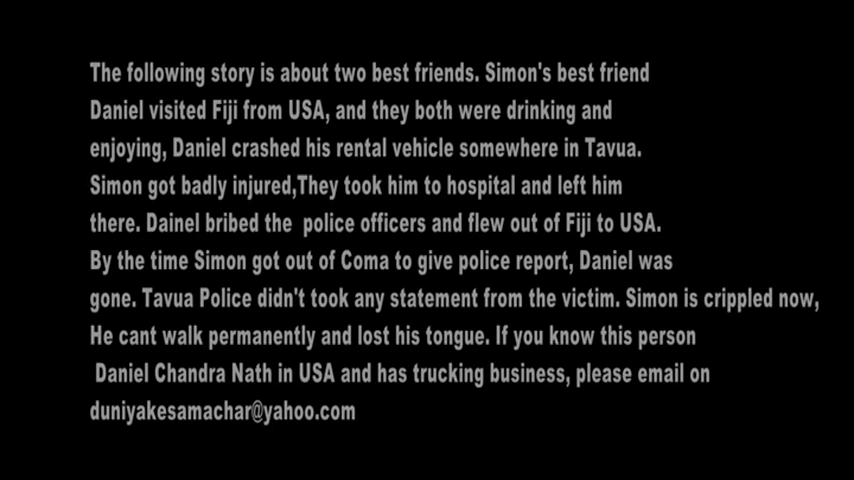 The following story is about two best friends. Simon's best friend
Daniel visited Fiji from USA, and they both were drinking and
enjoying, Daniel crashed his rental vehicle somewhere in Tavua.
Simon got badly injured,They took him to hospital and left him
there. Dainel bribed the  police officers and flew out of Fiji to USA.
By the time Simon got out of Coma to give police report, Daniel was
gone. Tavua Police didn't took any statement from the victim. Simon is crippled now,
He cant walk permanently and lost his tongue. If you know this person
Daniel Chandra Nath in USA and has trucking business, please email on
duniyakesamachar@yahoo.com